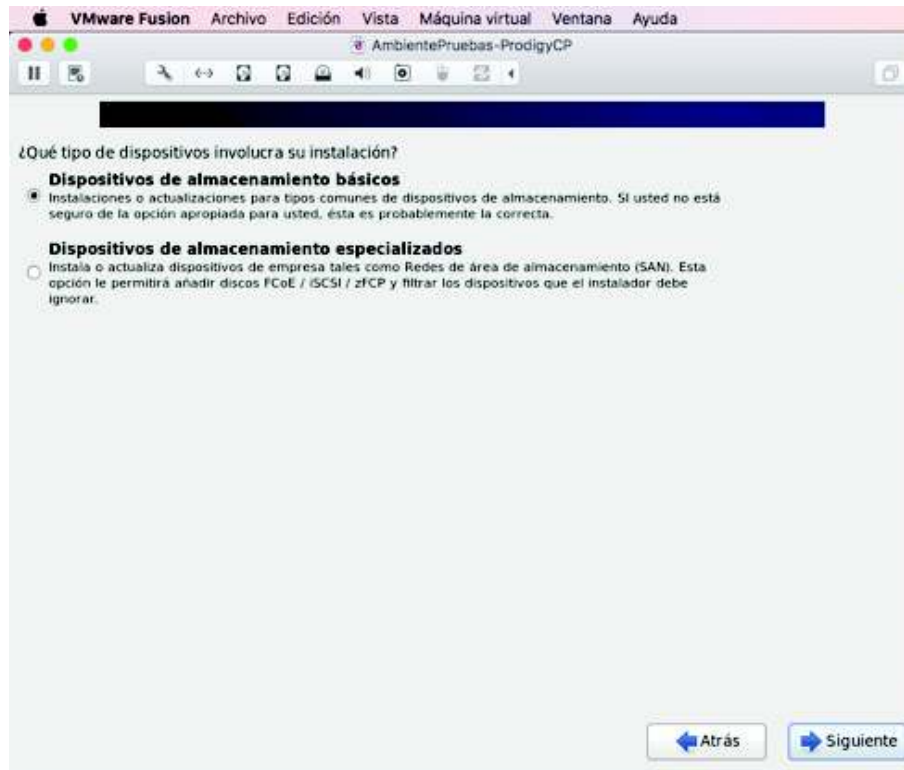 VMware Fusion Archivo Edición Vista Máquina virtual Ventana Ayuda
AmbientePruebas-ProdigyCP
¿Qué tipo de dispositivos involucra su instalación?
Dispositivos de almacenamiento básicos
Instalaciones o actualizaciones para tipos comunes de dispositivos de almacenamiento. Si usted no está
seguro de la opción apropiada para usted, ésta es probablemente la correcta.
Dispositivos de almacenamiento especializados
Instala o actualiza dispositivos de empresa tales como Redes de área de almacenamiento (SAN). Esta
opción le permitirá añadir discos FCoE / iSCSI / zFCP y filtrar los dispositivos que el instalador debe
ignorar.
Atrás Siguiente